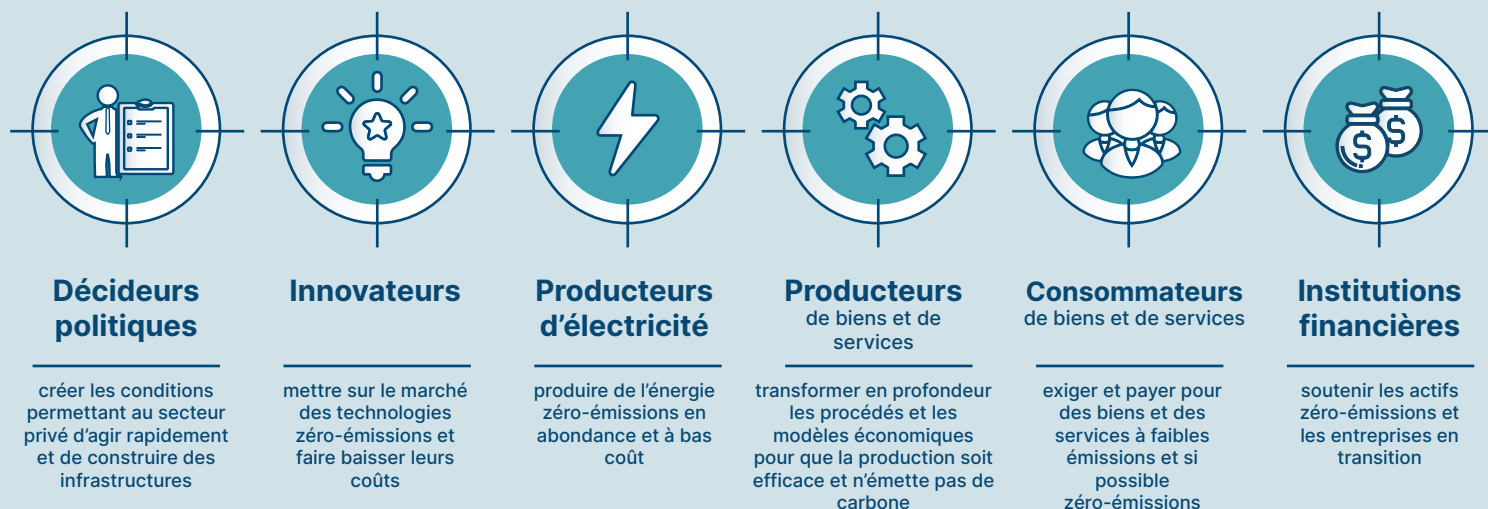 Décideurs
politiques
créer les conditions
permettant au secteur
privé d'agir rapidement
et de construire des
infrastructures
Innovateurs
mettre sur le marché
des technologies
zéro-émissions et
faire baisser leurs
coûts
Producteurs
d'électricité
produire de l'énergie
zéro-émissions en
abondance et à bas
coût
Producteurs
de biens et de
services
transformer en profondeur
les procédés et les
modèles économiques
pour que la production soit
efficace et n'émette pas de
carbone
Consommateurs
de biens et de services
exiger et payer pour
des biens et des
services à faibles
émissions et si
possible
zéro-émissions
Institutions
financières
soutenir les actifs
zéro-émissions et
les entreprises en
transition
$
$